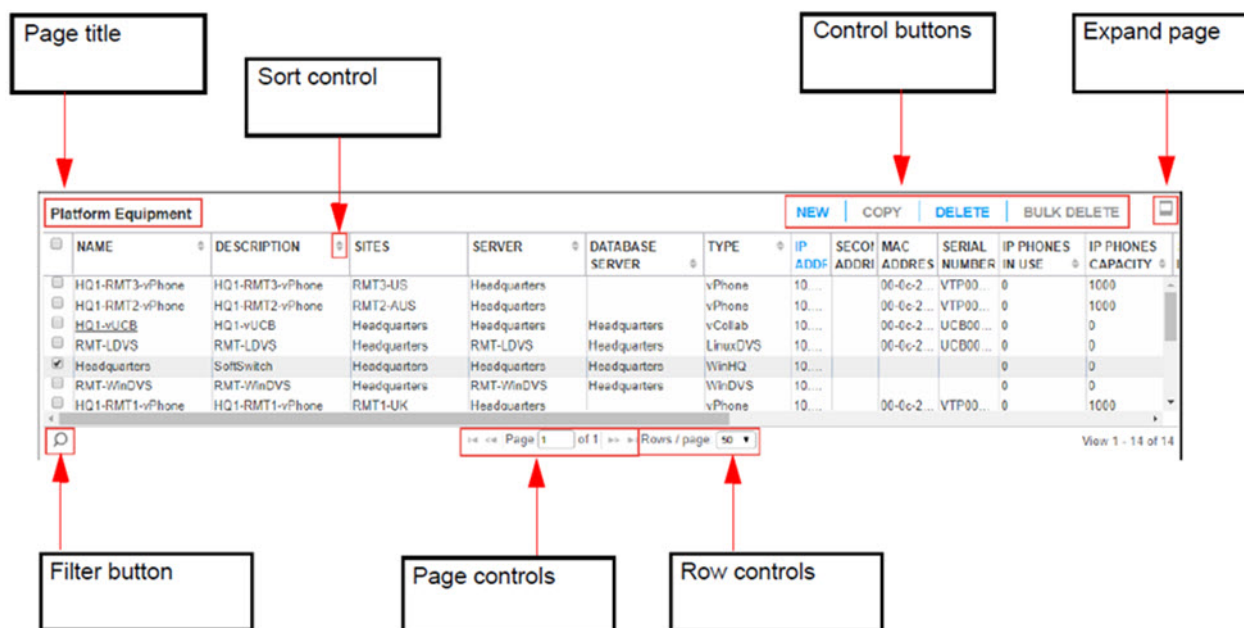 Page title
Control buttons
Expand page
Sort control
Platform Equipment NEW COPY DELETE BULK DELETE
NAME DESCRIPTION SITES SERVER DATABASE TYPE IP SECO MAC SERIAL IP PHONES IP PHONES
SERVER ADDR ADDRI ADDRES NUMBER IN USE CAPACITY
HQ1-RMT3-vPhone HQ1-RMT3-vPhone RMT3-US Headquarters vPhone 10.... 00-0c-2... VTP00... 0 1000
HQ1-RMT2-vPhone HQ1-RMT2-vPhone RMT2-AUS Headquarters vPhone 10.... 00-0c-2... VTP00... 0 1000
HQ1-vUCB HQ1-vUCB Headquarters Headquarters Headquarters vCollab 10.... 00-0c-2... UCB00... 0 0
RMT-LDVS RMT-LDVS Headquarters RMT-LDVS Headquarters LinuxDVS 10.... 00-0c-2... UCB00... 0 0
Headquarters SoftSwitch Headquarters Headquarters Headquarters WinHQ 10.... 0 0
RMT-WinDVS RMT-WinDVS Headquarters RMT-WinDVS Headquarters WinDVS 10.... 0 0
HQ1-RMT1-vPhone HQ1-RMT1-vPhone RMT1-UK Headquarters vPhone 10.... 00-0c-2... VTP00... 0 1000
Page 1 of 1 Rows / page: 50 View 1 - 14 of 14
Filter button
Page controls
Row controls